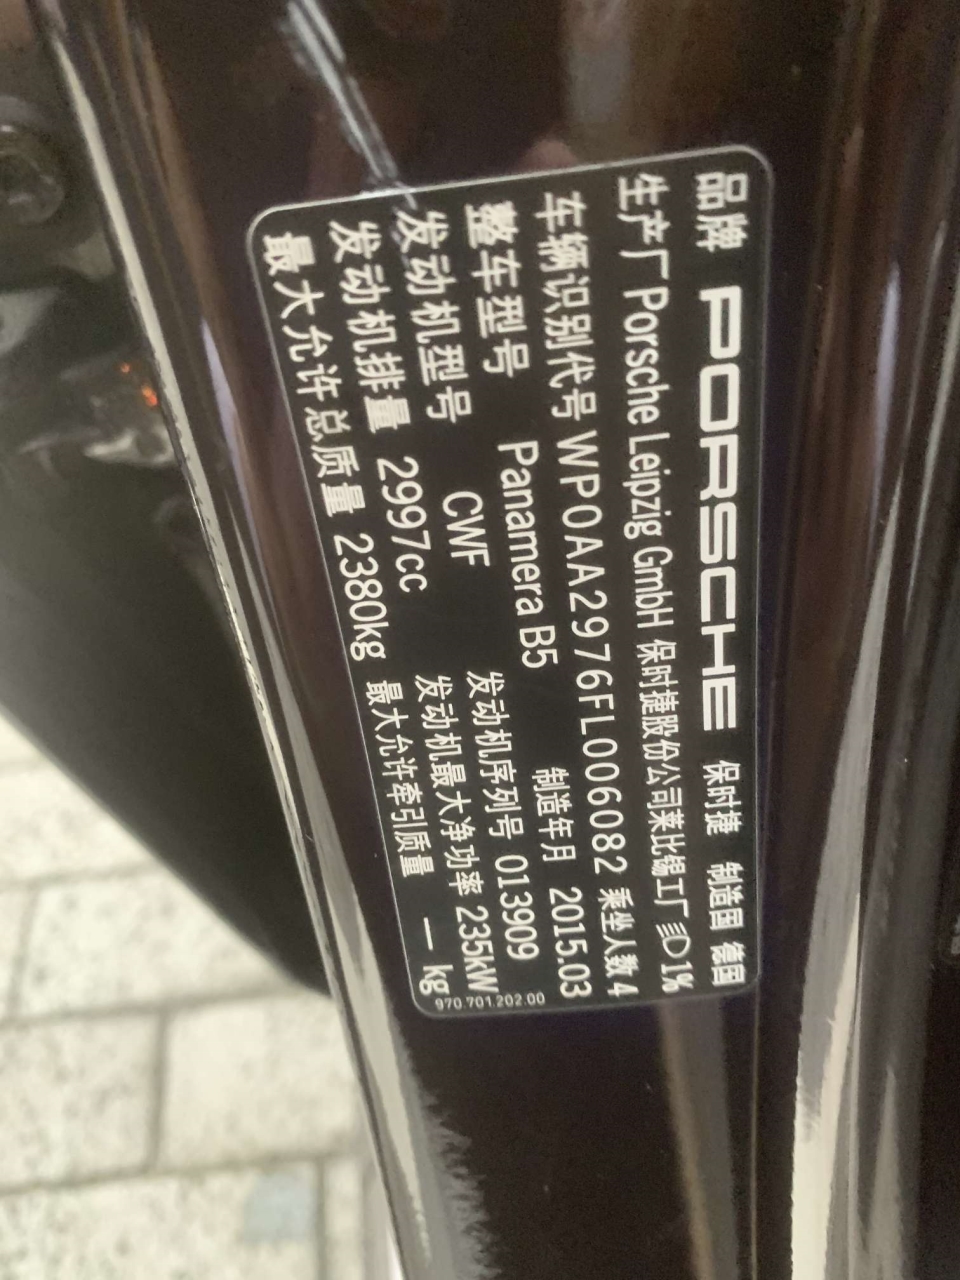 品牌 PORSCHE 保时捷 制造国 德国
生产厂 Porsche Leipzig GmbH 保时捷股份公司莱比锡工厂 1%
车辆识别代号 WP0AA2976FL006082 乘坐人数 4
整车型号 Panamera B5 制造年月 2015.03
发动机型号 CWF 发动机序列号 013909
发动机排量 2997cc 发动机最大净功率 235kW
最大允许总质量 2380kg 最大允许牵引质量 — kg
970.701.202.00